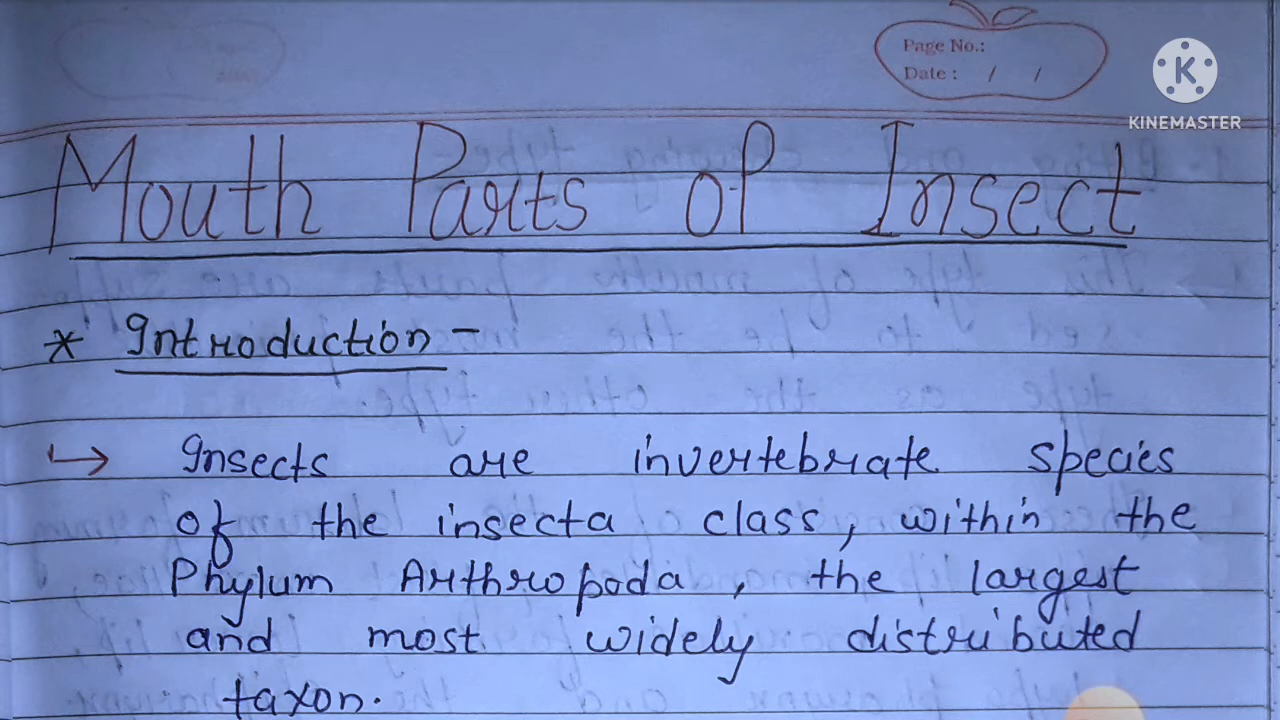 Page No.:
Date : / /
K
KINEMASTER
Mouth Parts of Insect
* Introduction -
↳ Insects are invertebrate species
of the insecta class, within the
Phylum Arthropoda, the largest
and most widely distributed
taxon.